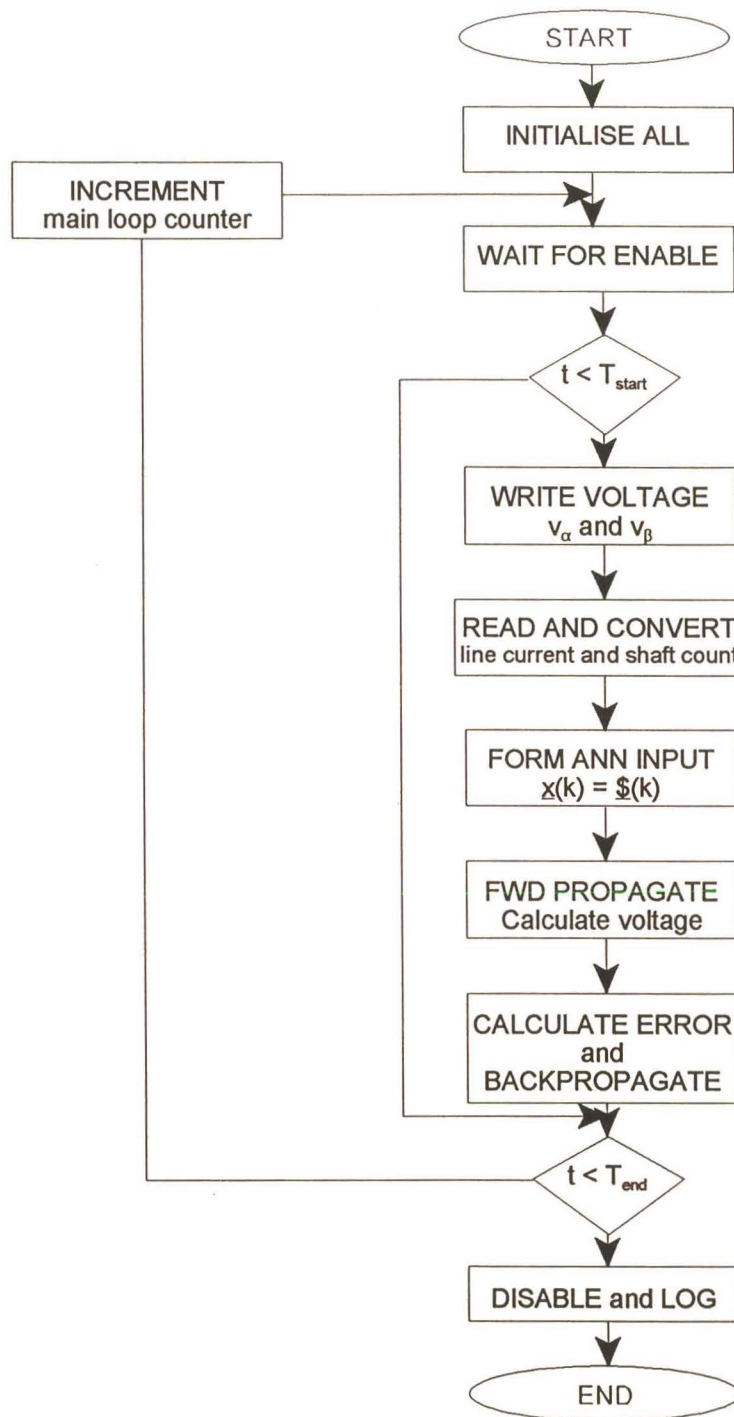 START
INITIALISE ALL
INCREMENT
main loop counter
WAIT FOR ENABLE
t < T_start
WRITE VOLTAGE
v_α and v_β
READ AND CONVERT
line current and shaft count
FORM ANN INPUT
x(k) = $(k)
FWD PROPAGATE
Calculate voltage
CALCULATE ERROR
and
BACKPROPAGATE
t < T_end
DISABLE and LOG
END